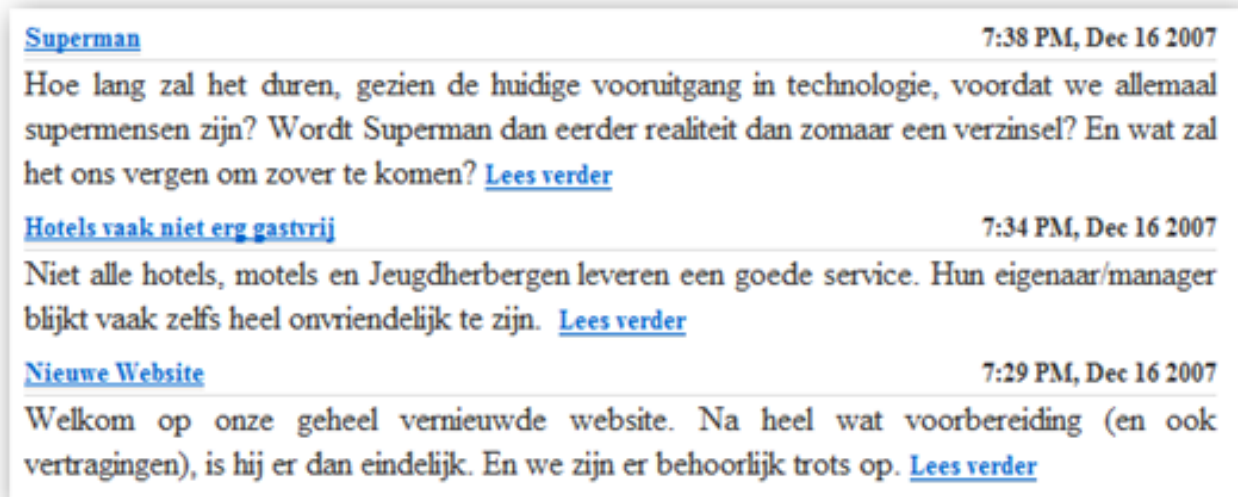 Superman 7:38 PM, Dec 16 2007
Hoe lang zal het duren, gezien de huidige vooruitgang in technologie, voordat we allemaal
supermensen zijn? Wordt Superman dan eerder realiteit dan zomaar een verzinsel? En wat zal
het ons vergen om zover te komen? Lees verder
Hotels vaak niet erg gastvrij 7:34 PM, Dec 16 2007
Niet alle hotels, motels en Jeugdherbergen leveren een goede service. Hun eigenaar/manager
blijkt vaak zelfs heel onvriendelijk te zijn. Lees verder
Nieuwe Website 7:29 PM, Dec 16 2007
Welkom op onze geheel vernieuwde website. Na heel wat voorbereiding (en ook
vertragingen), is hij er dan eindelijk. En we zijn er behoorlijk trots op. Lees verder